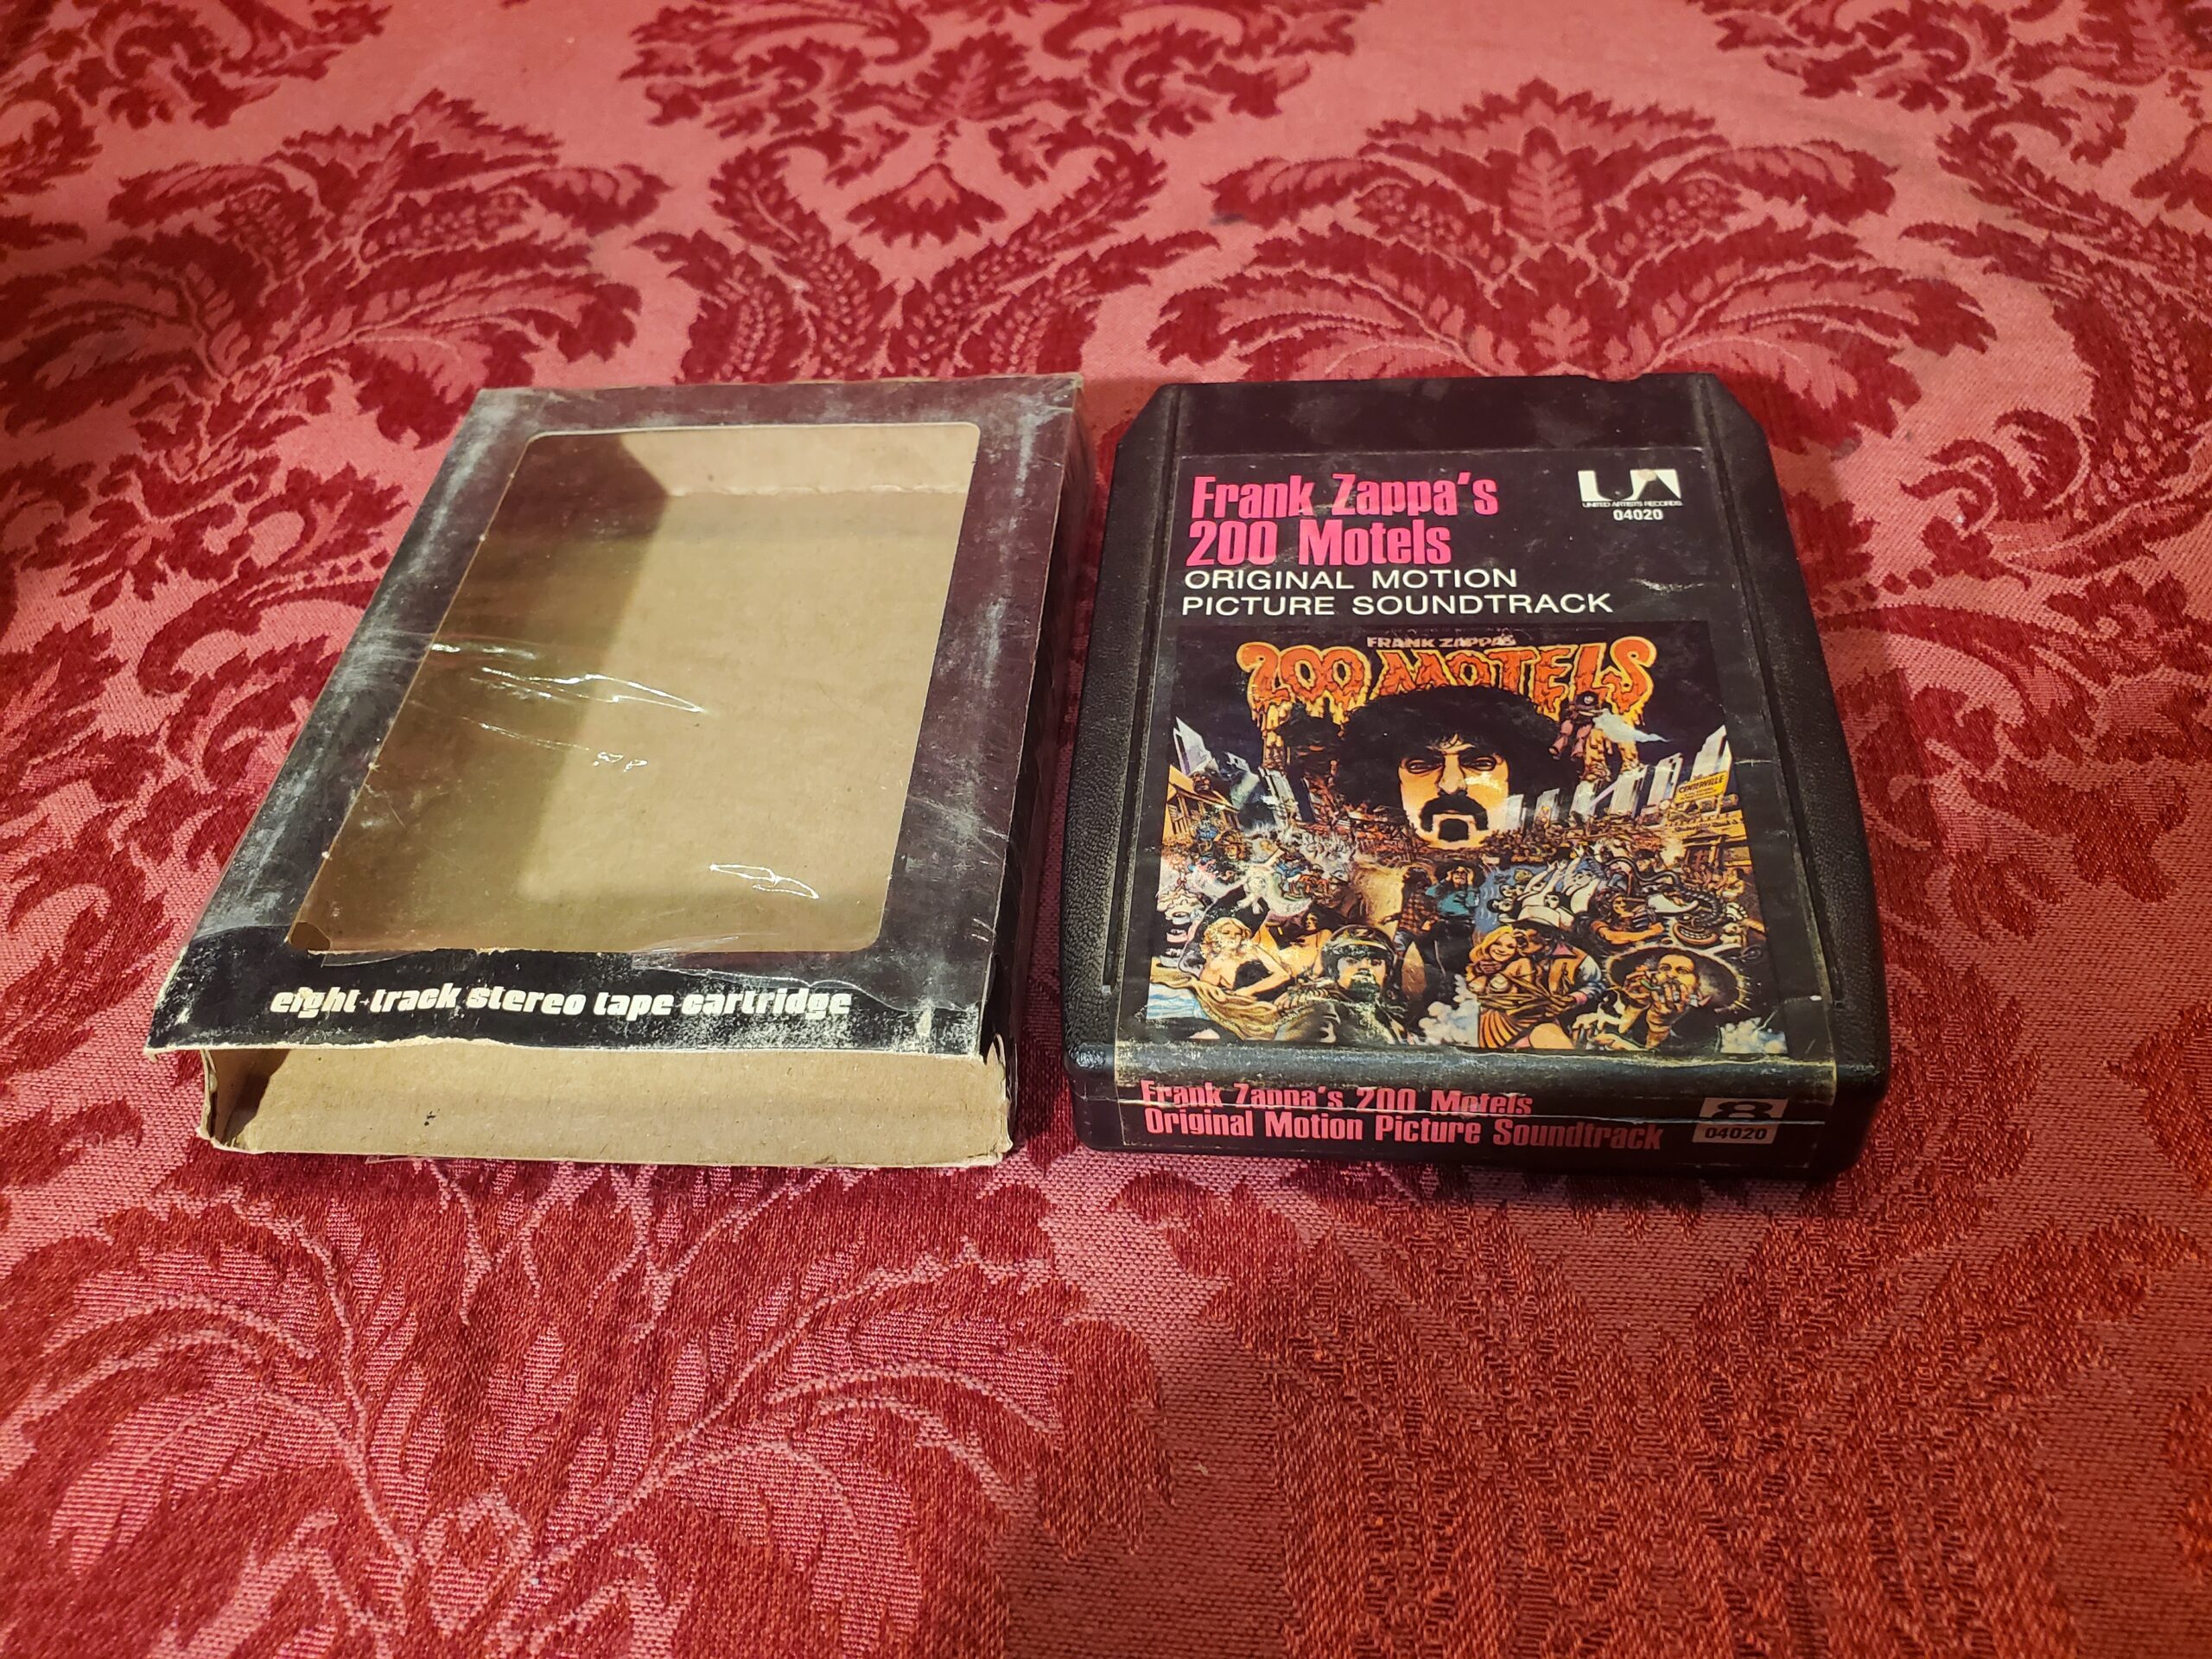 eight-track stereo tape cartridge
Frank Zappa's
200 Motels
ORIGINAL MOTION
PICTURE SOUNDTRACK
UNITED ARTISTS RECORDS
04020
FRANK ZAPPA'S
200 MOTELS
CENTERVILLE
Frank Zappa's 200 Motels
Original Motion Picture Soundtrack
8
04020